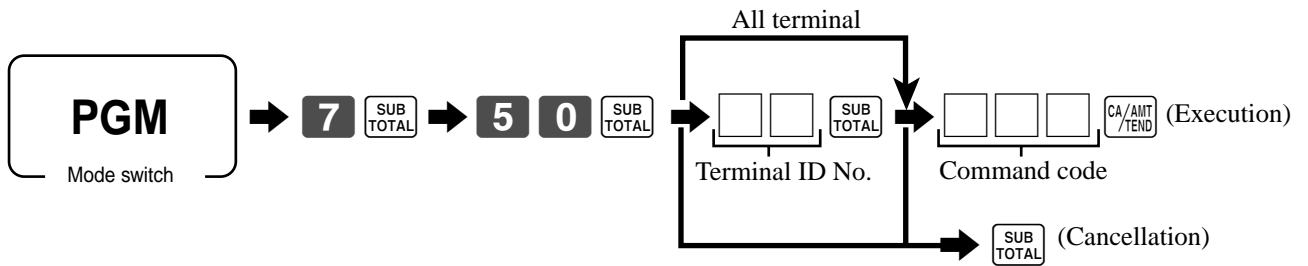 All terminal
PGM
Mode switch
7 SUB TOTAL
5 0 SUB TOTAL
SUB TOTAL
Terminal ID No.
Command code
CA/AMT /TEND (Execution)
SUB TOTAL (Cancellation)